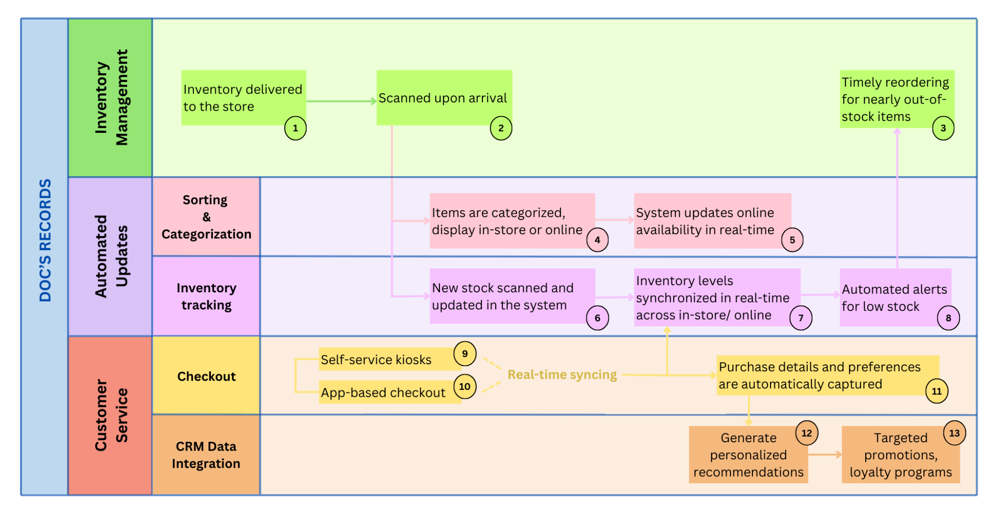 DOC'S RECORDS
Inventory
Management
Inventory delivered
to the store
1
Scanned upon arrival
2
Timely reordering
for nearly out-of-
stock items
3
Automated
Updates
Sorting
&
Categorization
Items are categorized,
display in-store or online
4
System updates online
availability in real-time
5
Inventory
tracking
New stock scanned and
updated in the system
6
Inventory levels
synchronized in real-time
across in-store/ online
7
Automated alerts
for low stock
8
Customer
Service
Checkout
Self-service kiosks
9
App-based checkout
10
Real-time syncing
Purchase details and preferences
are automatically captured
11
CRM Data
Integration
Generate
personalized
recommendations
12
Targeted
promotions,
loyalty programs
13